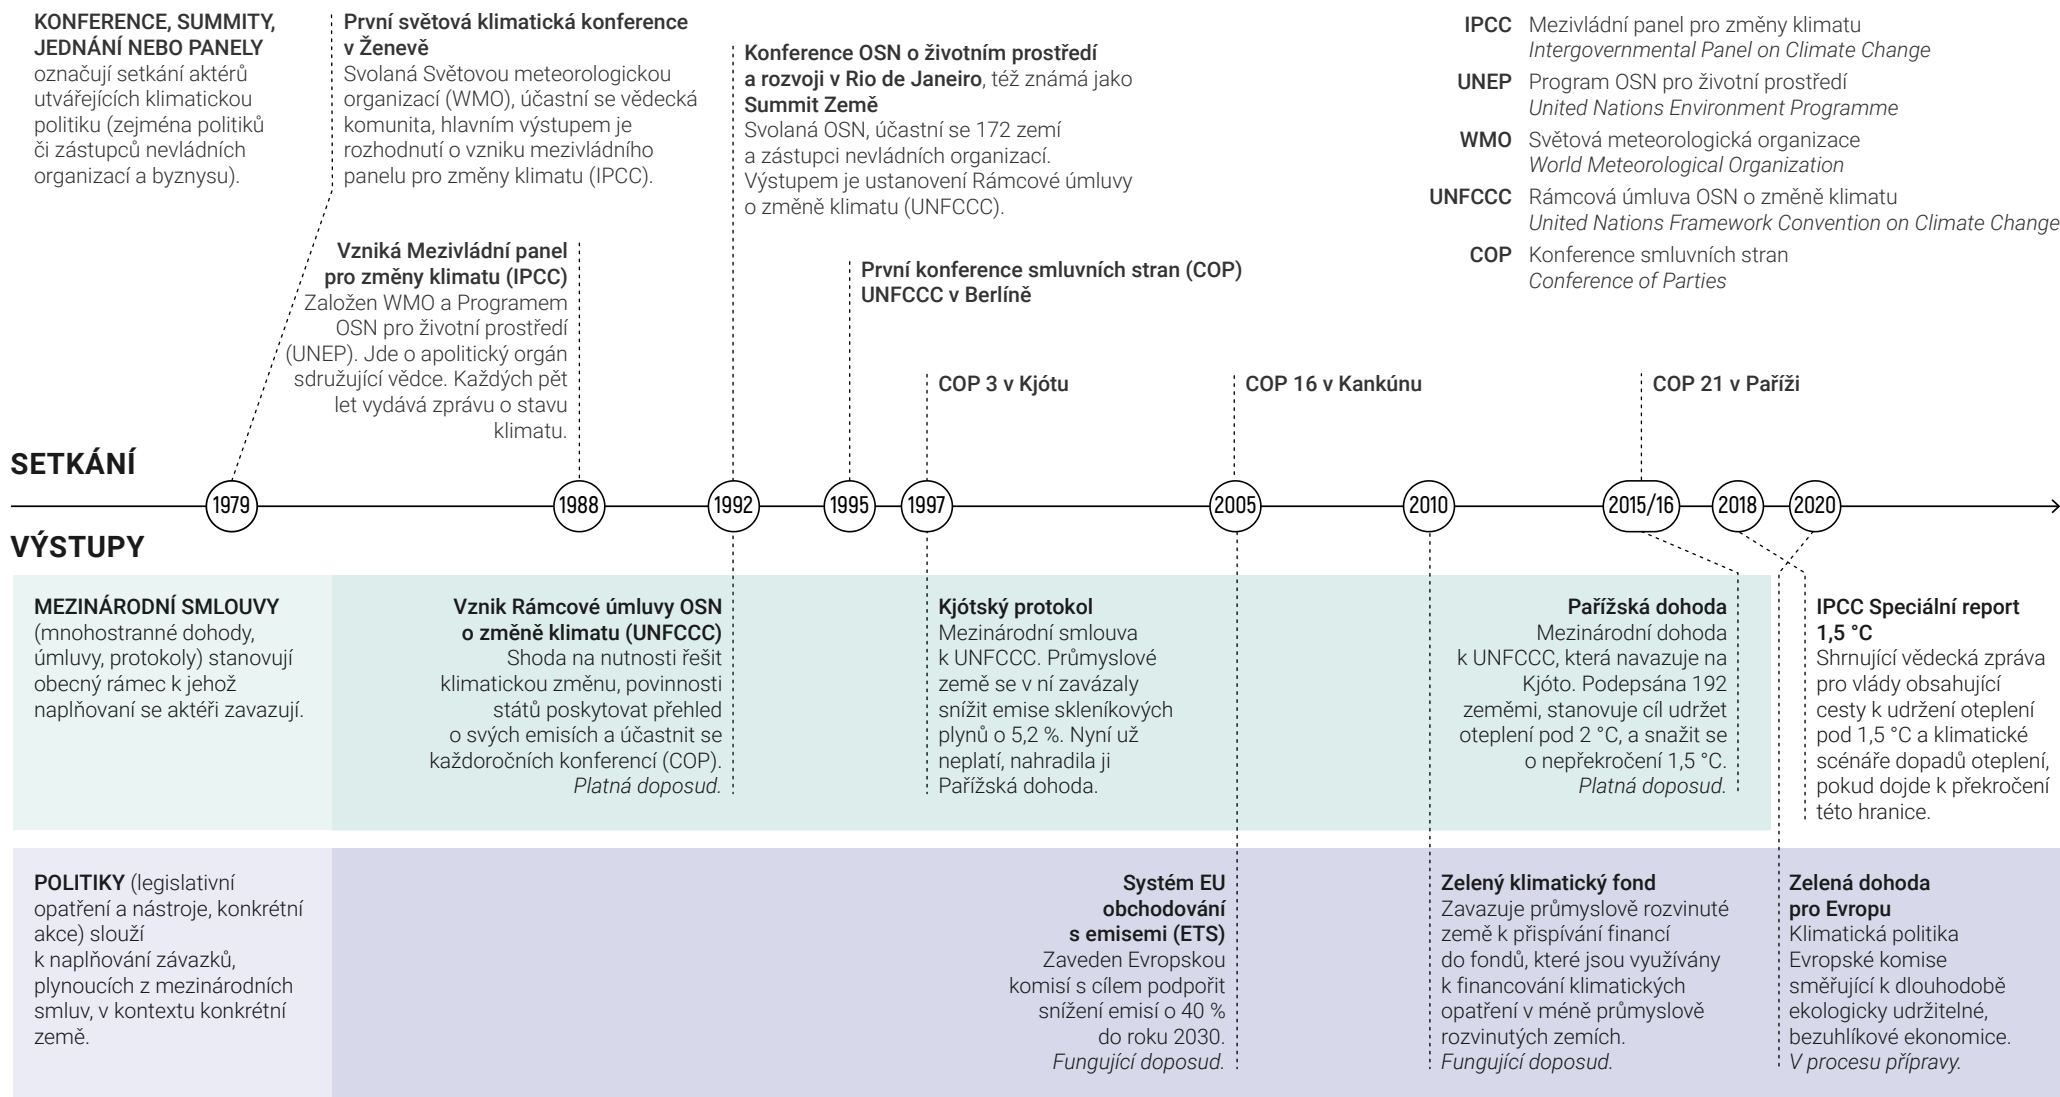 KONFERENCE, SUMMITY,
JEDNÁNÍ NEBO PANELY
označují setkání aktérů
utvářejících klimatickou
politiku (zejména politiků
či zástupců nevládních
organizací a byznysu).
První světová klimatická konference
v Ženevě
Svolaná Světovou meteorologickou
organizací (WMO), účastní se vědecká
komunita, hlavním výstupem je
rozhodnutí o vzniku mezivládního
panelu pro změny klimatu (IPCC).
Konference OSN o životním prostředí
a rozvoji v Rio de Janeiro, též známá jako
Summit Země
Svolaná OSN, účastní se 172 zemí
a zástupci nevládních organizací.
Výstupem je ustanovení Rámcové úmluvy
o změně klimatu (UNFCCC).
IPCC Mezivládní panel pro změny klimatu
Intergovernmental Panel on Climate Change
UNEP Program OSN pro životní prostředí
United Nations Environment Programme
WMO Světová meteorologická organizace
World Meteorological Organization
UNFCCC Rámcová úmluva OSN o změně klimatu
United Nations Framework Convention on Climate Change
COP Konference smluvních stran
Conference of Parties
Vzniká Mezivládní panel
pro změny klimatu (IPCC)
Založen WMO a Programem
OSN pro životní prostředí
(UNEP). Jde o apolitický orgán
sdružující vědce. Každých pět
let vydává zprávu o stavu
klimatu.
První konference smluvních stran (COP)
UNFCCC v Berlíně
COP 3 v Kjótu
COP 16 v Kankúnu
COP 21 v Paříži
SETKÁNÍ
1979
1988
1992
1995
1997
2005
2010
2015/16
2018
2020
VÝSTUPY
MEZINÁRODNÍ SMLOUVY
(mnohostranné dohody,
úmluvy, protokoly) stanovují
obecný rámec k jehož
naplňovaní se aktéři zavazují.
Vznik Rámcové úmluvy OSN
o změně klimatu (UNFCCC)
Shoda na nutnosti řešit
klimatickou změnu, povinnosti
států poskytovat přehled
o svých emisích a účastnit se
každoročních konferencí (COP).
Platná doposud.
Kjótský protokol
Mezinárodní smlouva
k UNFCCC. Průmyslové
země se v ní zavázaly
snížit emise skleníkových
plynů o 5,2 %. Nyní už
neplatí, nahradila ji
Pařížská dohoda.
Pařížská dohoda
Mezinárodní dohoda
k UNFCCC, která navazuje na
Kjóto. Podepsána 192
zeměmi, stanovuje cíl udržet
oteplení pod 2 °C, a snažit se
o nepřekročení 1,5 °C.
Platná doposud.
IPCC Speciální report
1,5 °C
Shrnující vědecká zpráva
pro vlády obsahující
cesty k udržení oteplení
pod 1,5 °C a klimatické
scénáře dopadů oteplení,
pokud dojde k překročení
této hranice.
POLITIKY (legislativní
opatření a nástroje, konkrétní
akce) slouží
k naplňování závazků,
plynoucích z mezinárodních
smluv, v kontextu konkrétní
země.
Systém EU
obchodování
s emisemi (ETS)
Zaveden Evropskou
komisí s cílem podpořit
snížení emisí o 40 %
do roku 2030.
Fungující doposud.
Zelený klimatický fond
Zavazuje průmyslově rozvinuté
země k přispívání financí
do fondů, které jsou využívány
k financování klimatických
opatření v méně průmyslově
rozvinutých zemích.
Fungující doposud.
Zelená dohoda
pro Evropu
Klimatická politika
Evropské komise
směřující k dlouhodobě
ekologicky udržitelné,
bezuhlíkové ekonomice.
V procesu přípravy.